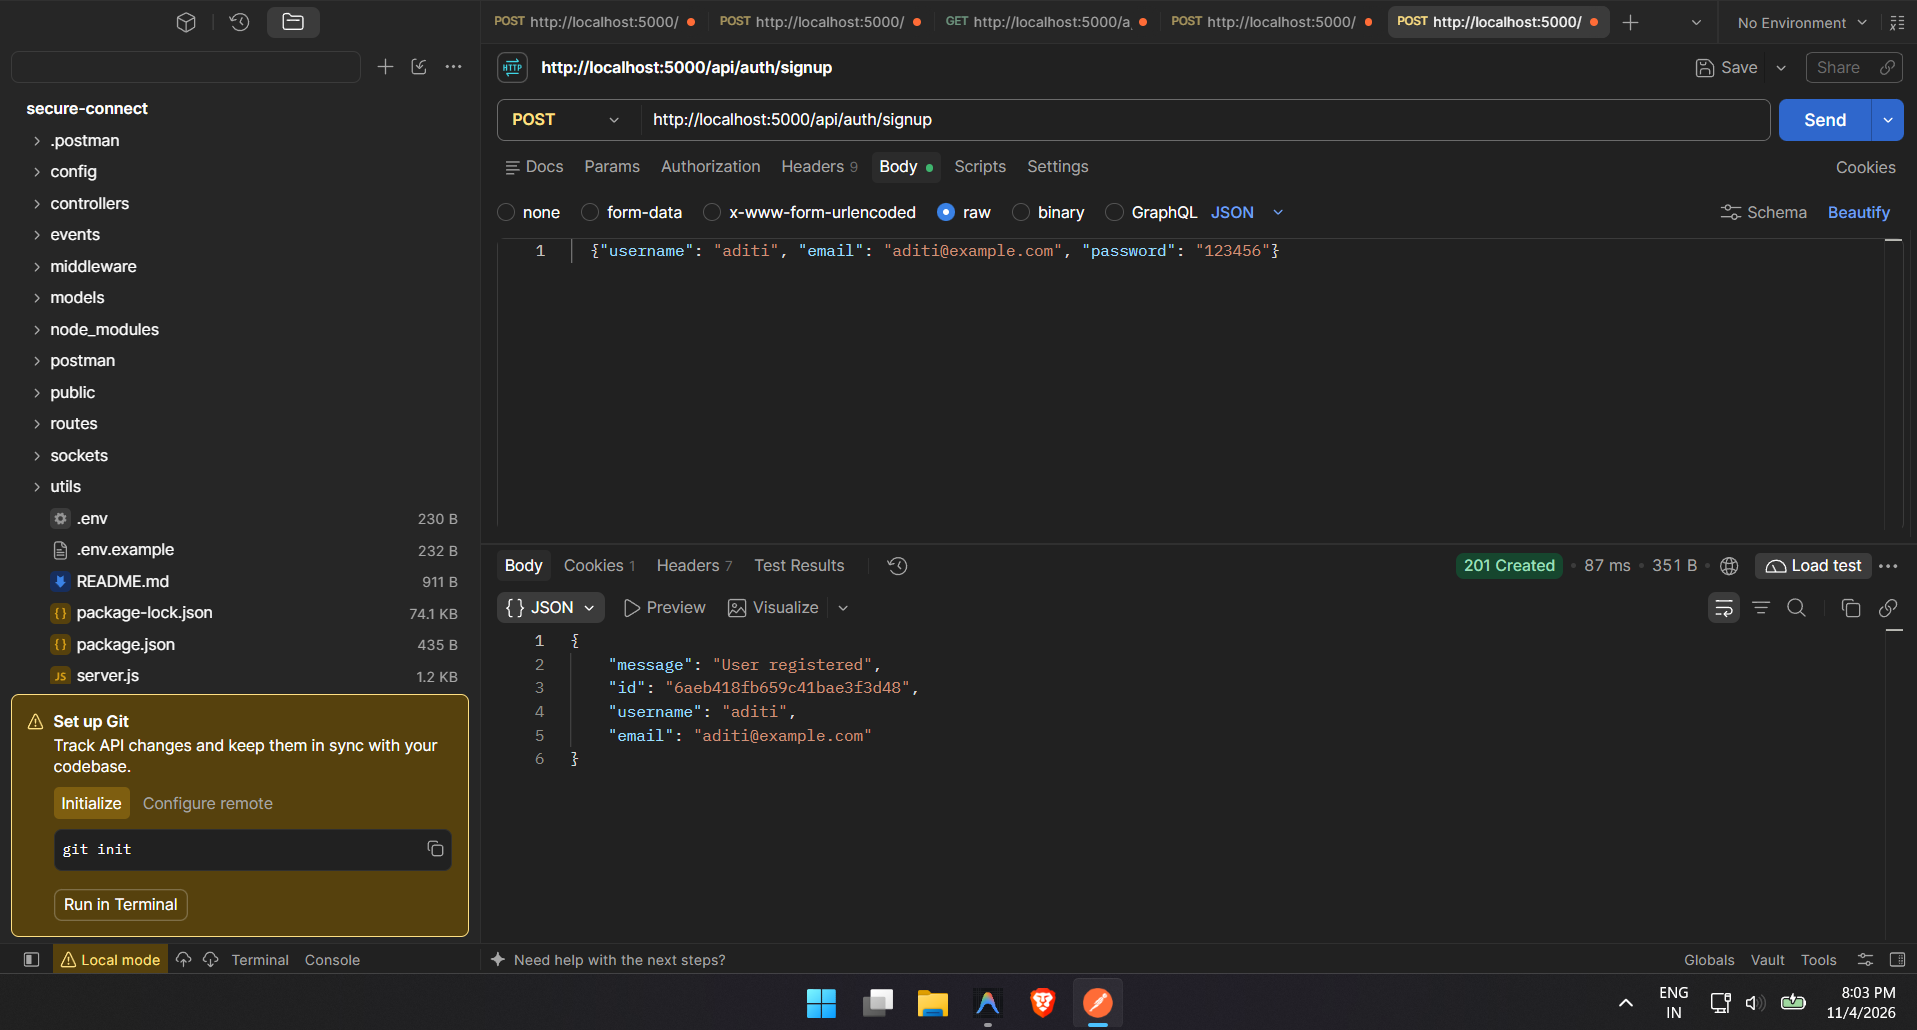 POST http://localhost:5000/
POST http://localhost:5000/
GET http://localhost:5000/a
POST http://localhost:5000/
POST http://localhost:5000/
No Environment
HTTP http://localhost:5000/api/auth/signup
Save
Share
secure-connect
.postman
config
controllers
events
middleware
models
node_modules
postman
public
routes
sockets
utils
.env 230 B
.env.example 232 B
README.md 911 B
{} package-lock.json 74.1 KB
{} package.json 435 B
JS server.js 1.2 KB
Set up Git
Track API changes and keep them in sync with your
codebase.
Initialize Configure remote
git init
Run in Terminal
POST http://localhost:5000/api/auth/signup Send
Docs Params Authorization Headers 9 Body Scripts Settings Cookies
none form-data x-www-form-urlencoded raw binary GraphQL JSON Schema Beautify
1 {"username": "aditi", "email": "aditi@example.com", "password": "123456"}
Body Cookies 1 Headers 7 Test Results 201 Created • 87 ms • 351 B • Load test
{} JSON Preview Visualize
1 {
2 "message": "User registered",
3 "id": "6aeb418fb659c41bae3f3d48",
4 "username": "aditi",
5 "email": "aditi@example.com"
6 }
Local mode Terminal Console Need help with the next steps? Globals Vault Tools
ENG
IN
8:03 PM
11/4/2026